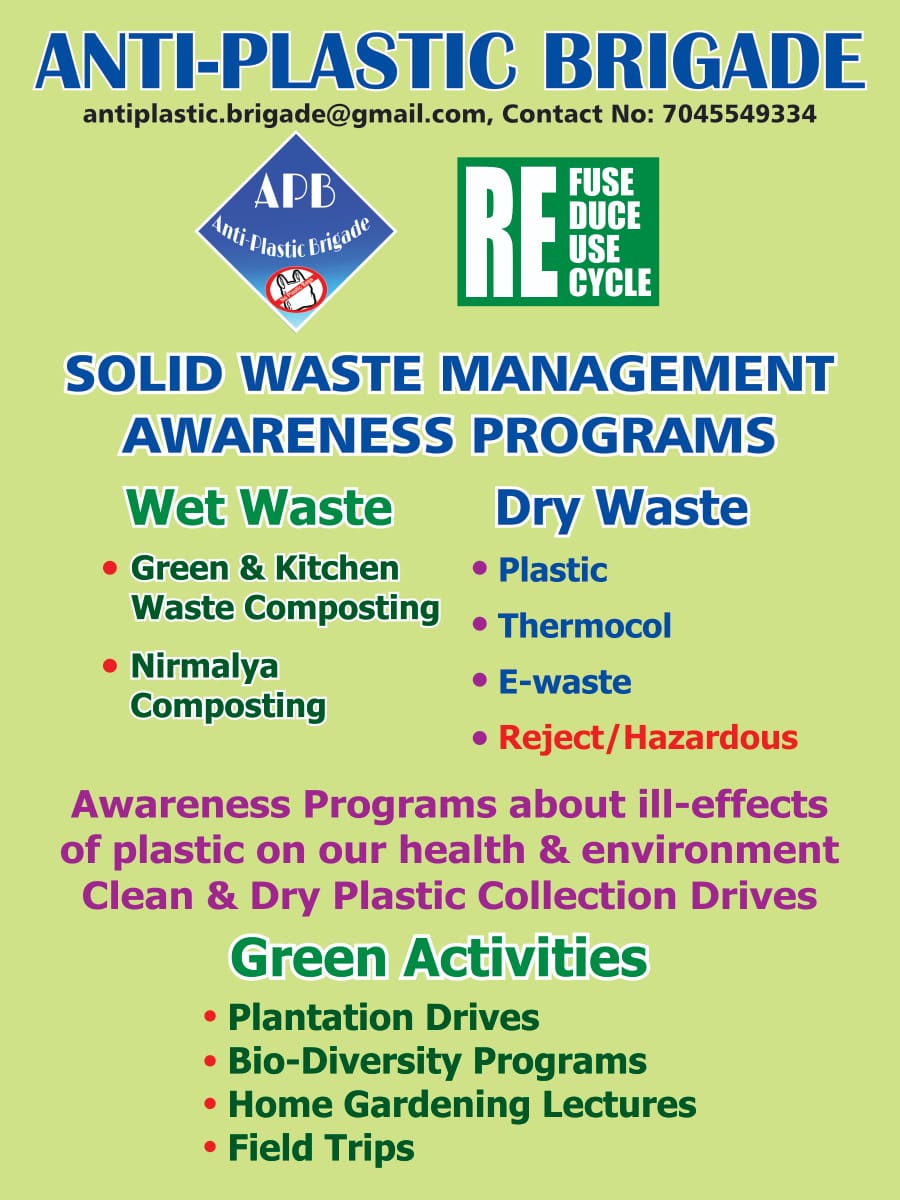 ANTI-PLASTIC BRIGADE
antiplastic.brigade@gmail.com, Contact No: 7045549334
APB
Anti-Plastic Brigade
RE
FUSE
DUCE
USE
CYCLE
SOLID WASTE MANAGEMENT
AWARENESS PROGRAMS
Wet Waste
• Green & Kitchen
Waste Composting
• Nirmalya
Composting
Dry Waste
• Plastic
• Thermocol
• E-waste
• Reject/Hazardous
Awareness Programs about ill-effects
of plastic on our health & environment
Clean & Dry Plastic Collection Drives
Green Activities
• Plantation Drives
• Bio-Diversity Programs
• Home Gardening Lectures
• Field Trips